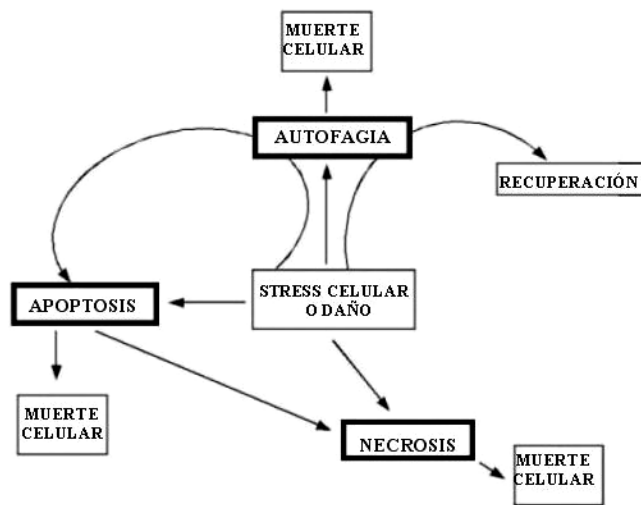 MUERTE
CELULAR
AUTOFAGIA
RECUPERACIÓN
STRESS CELULAR
O DAÑO
APOPTOSIS
MUERTE
CELULAR
NECROSIS
MUERTE
CELULAR